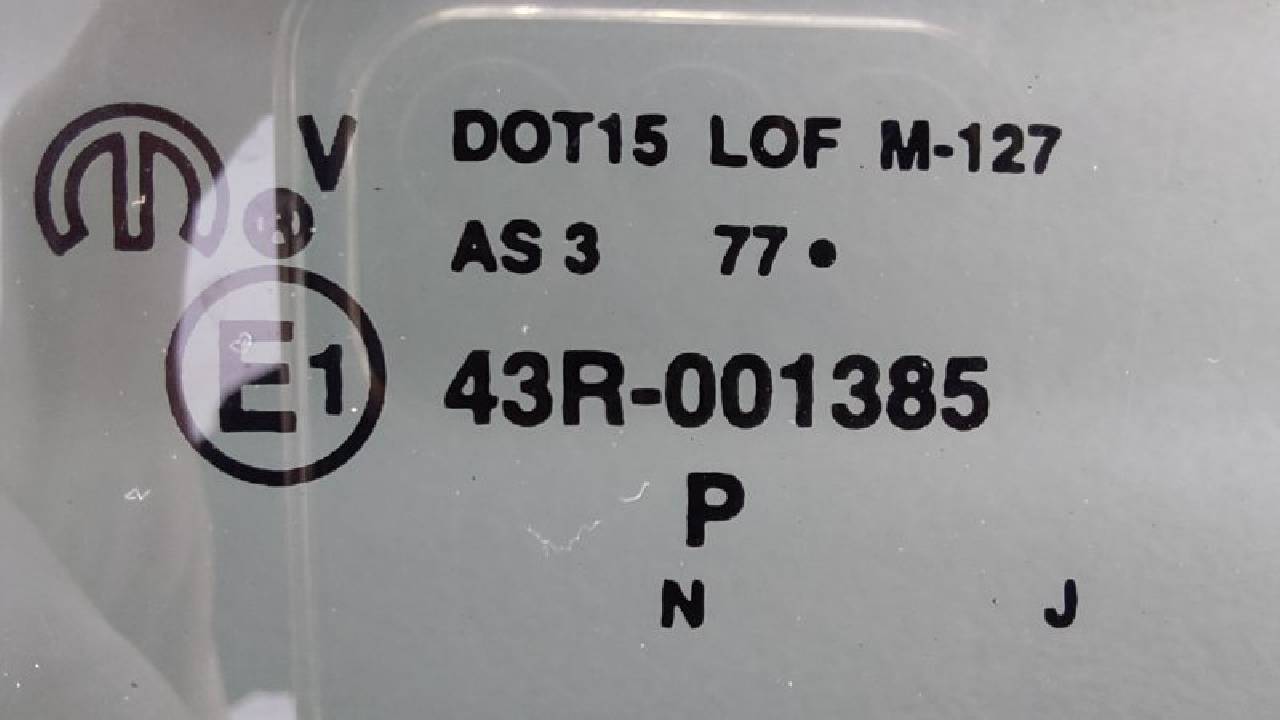 V DOT15 LOF M-127
AS 3 77 •
E1 43R-001385
P
N J